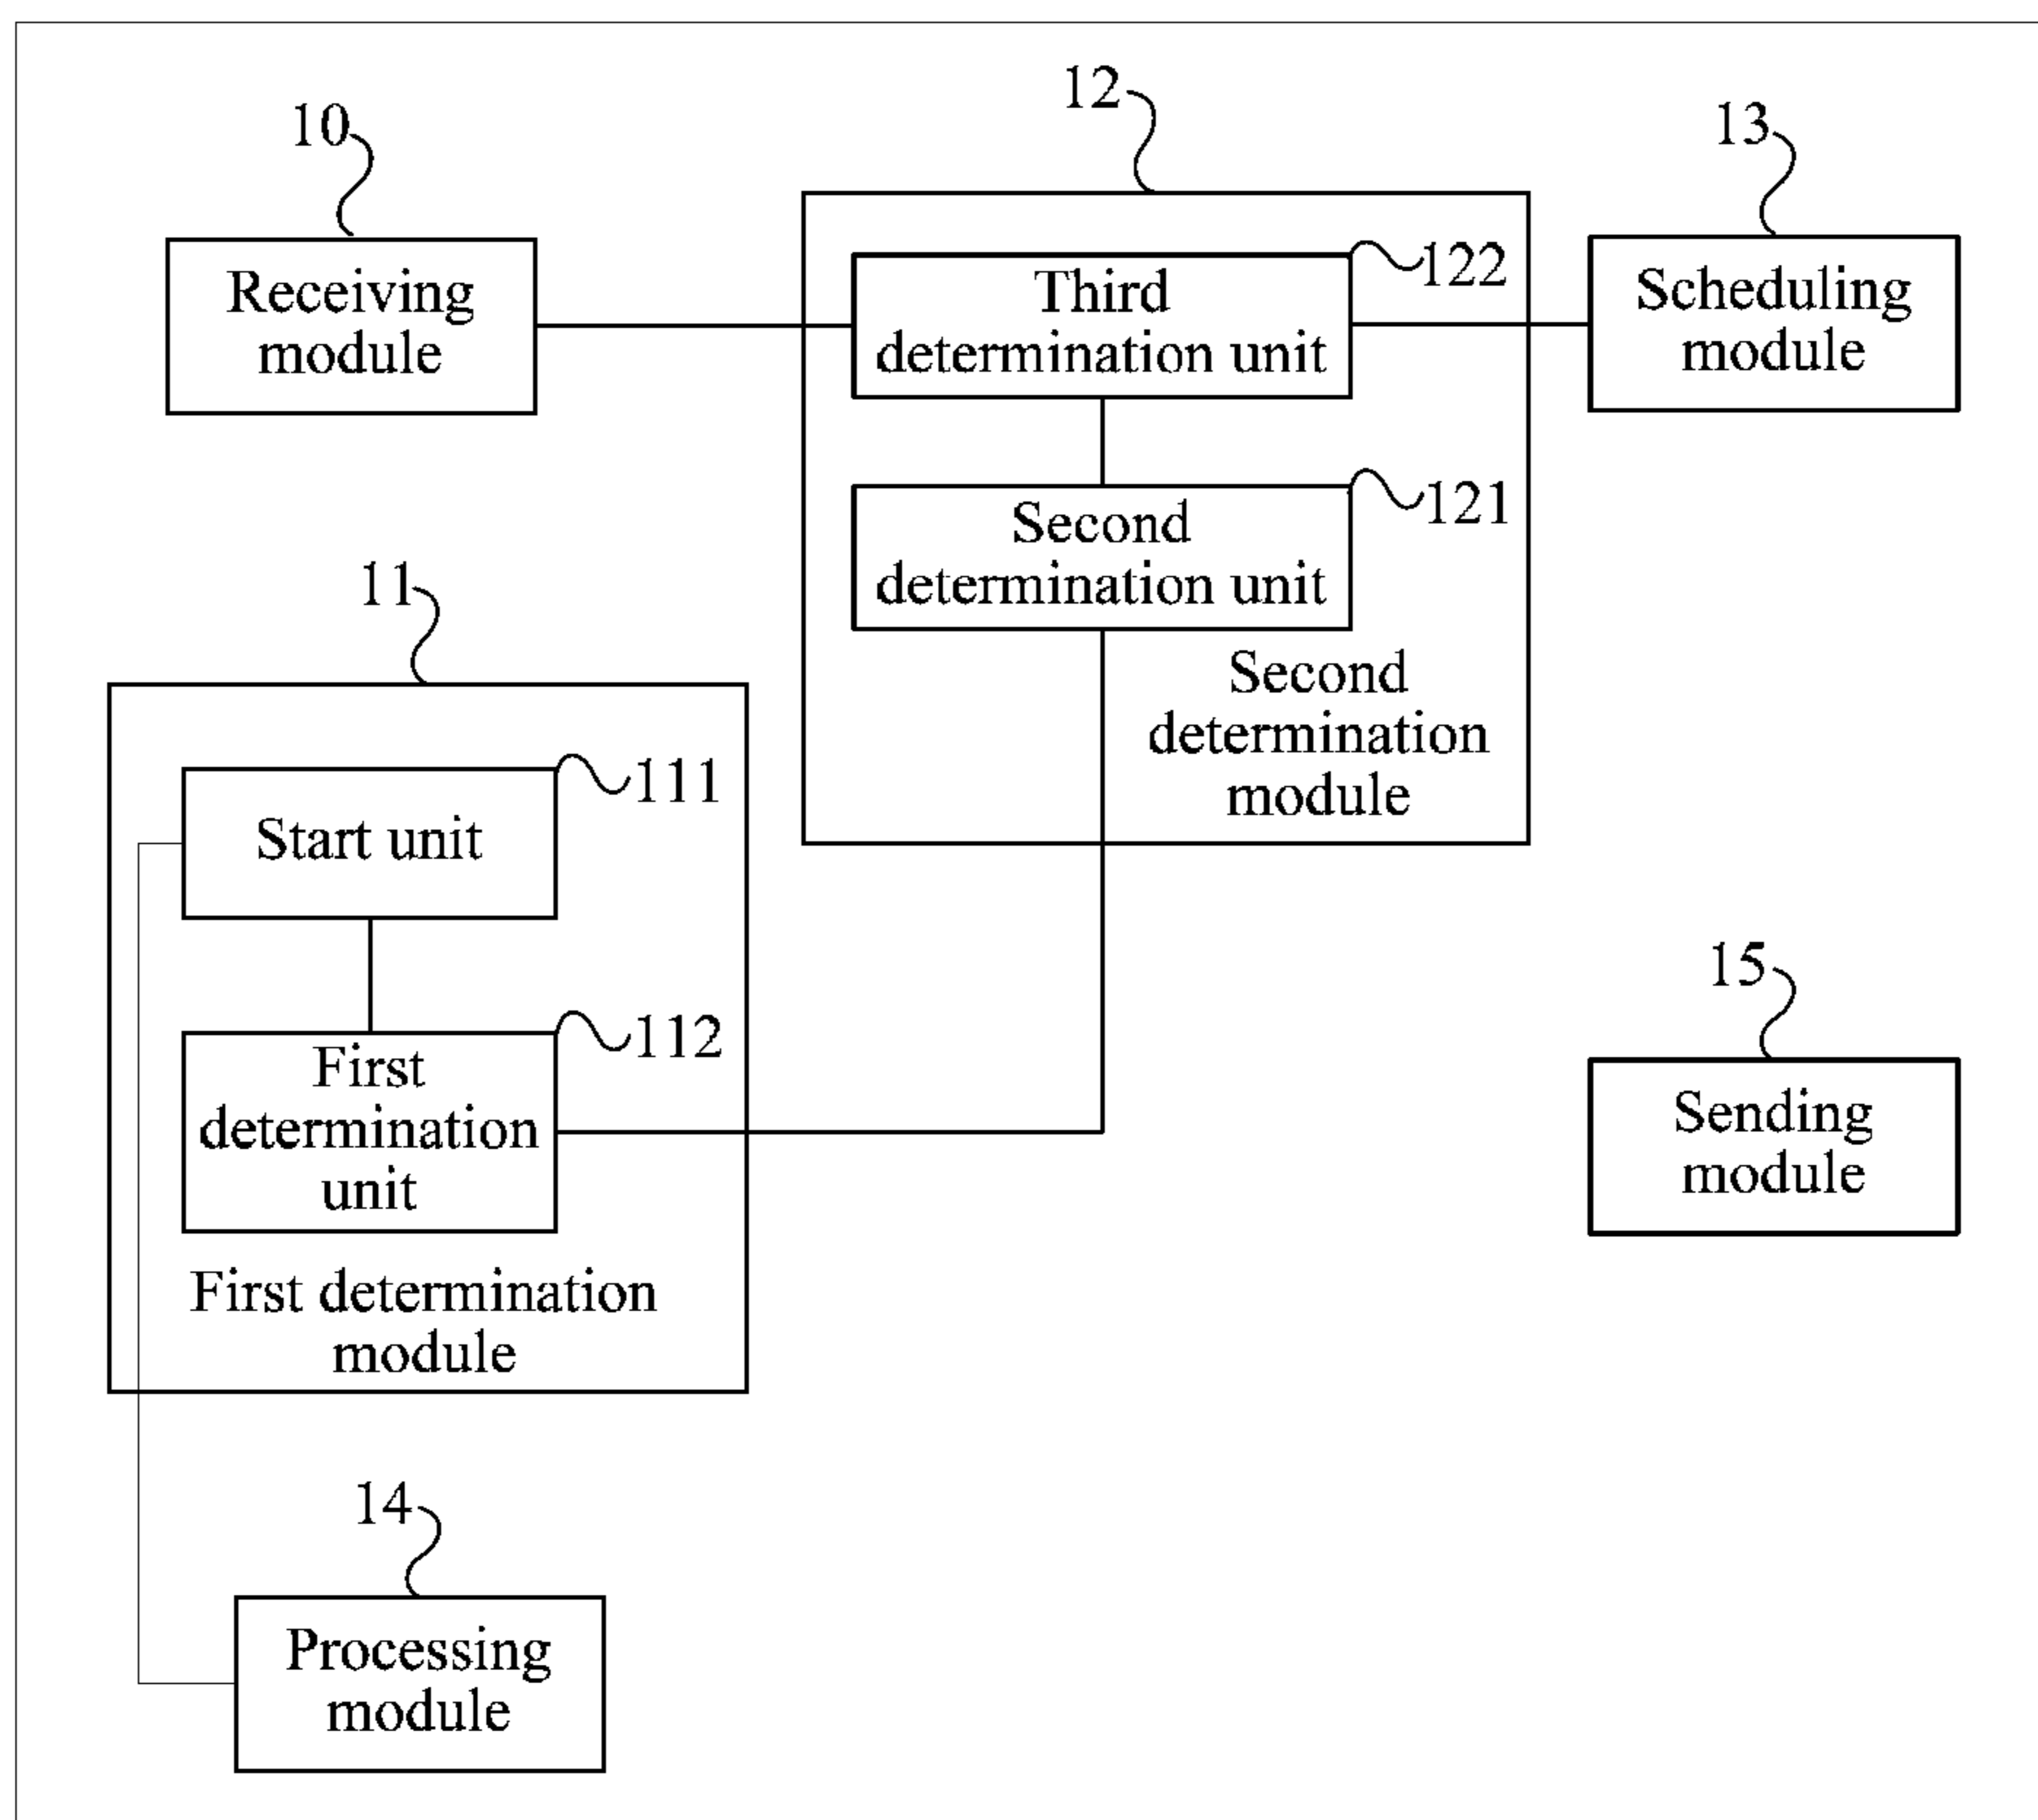 12
10
13
Receiving
module
Third
determination unit
122
Scheduling
module
Second
determination unit
121
Second
determination
module
11
Start unit
111
First
determination
unit
112
First determination
module
15
Sending
module
14
Processing
module